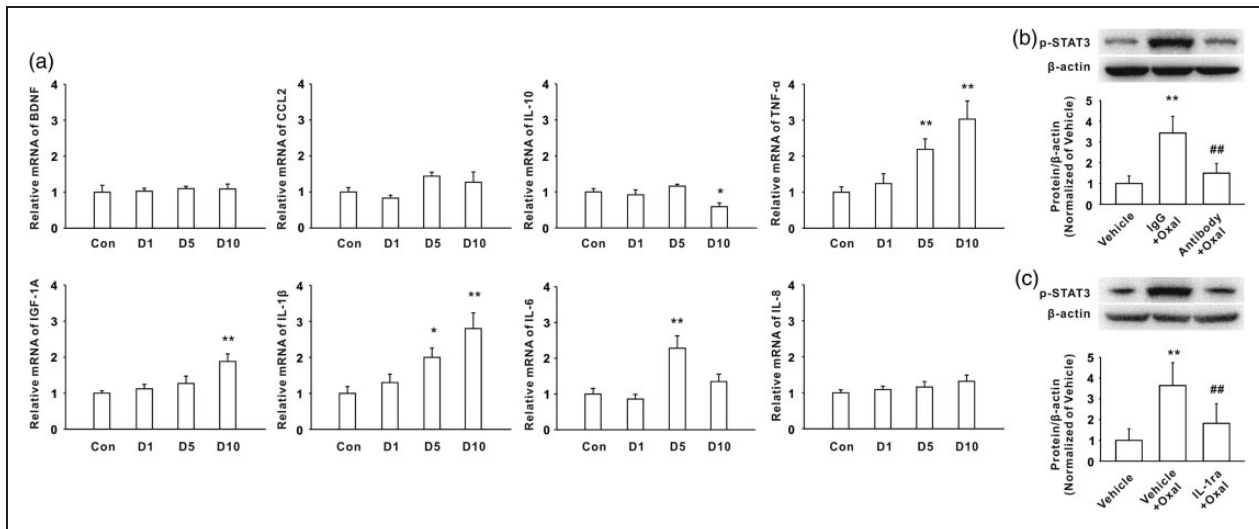 (a)
Relative mRNA of BDNF
4
3
2
1
0
Con D1 D5 D10
Relative mRNA of CCL2
4
3
2
1
0
Con D1 D5 D10
Relative mRNA of IL-10
4
3
2
1
0
*
Con D1 D5 D10
Relative mRNA of TNF-α
4
3
2
1
0
**
**
Con D1 D5 D10
Relative mRNA of IGF-1A
4
3
2
1
0
**
Con D1 D5 D10
Relative mRNA of IL-1β
4
3
2
1
0
*
**
Con D1 D5 D10
Relative mRNA of IL-6
4
3
2
1
0
**
Con D1 D5 D10
Relative mRNA of IL-8
4
3
2
1
0
Con D1 D5 D10
(b)
p-STAT3
β-actin
Protein/β-actin
(Normalized of Vehicle)
5
4
3
2
1
0
**
##
Vehicle
IgG
+Oxal
Antibody
+Oxal
(c)
p-STAT3
β-actin
Protein/β-actin
(Normalized of Vehicle)
5
4
3
2
1
0
**
##
Vehicle
Vehicle
+Oxal
IL-1ra
+Oxal